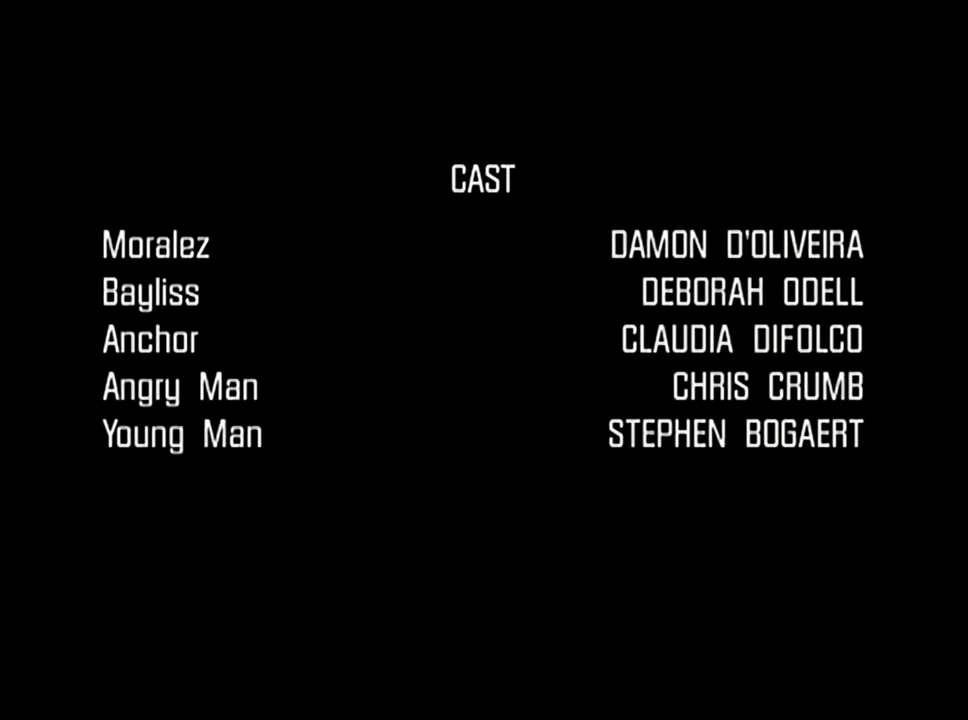 CAST
Moralez DAMON D'OLIVEIRA
Bayliss DEBORAH ODELL
Anchor CLAUDIA DIFOLCO
Angry Man CHRIS CRUMB
Young Man STEPHEN BOGAERT